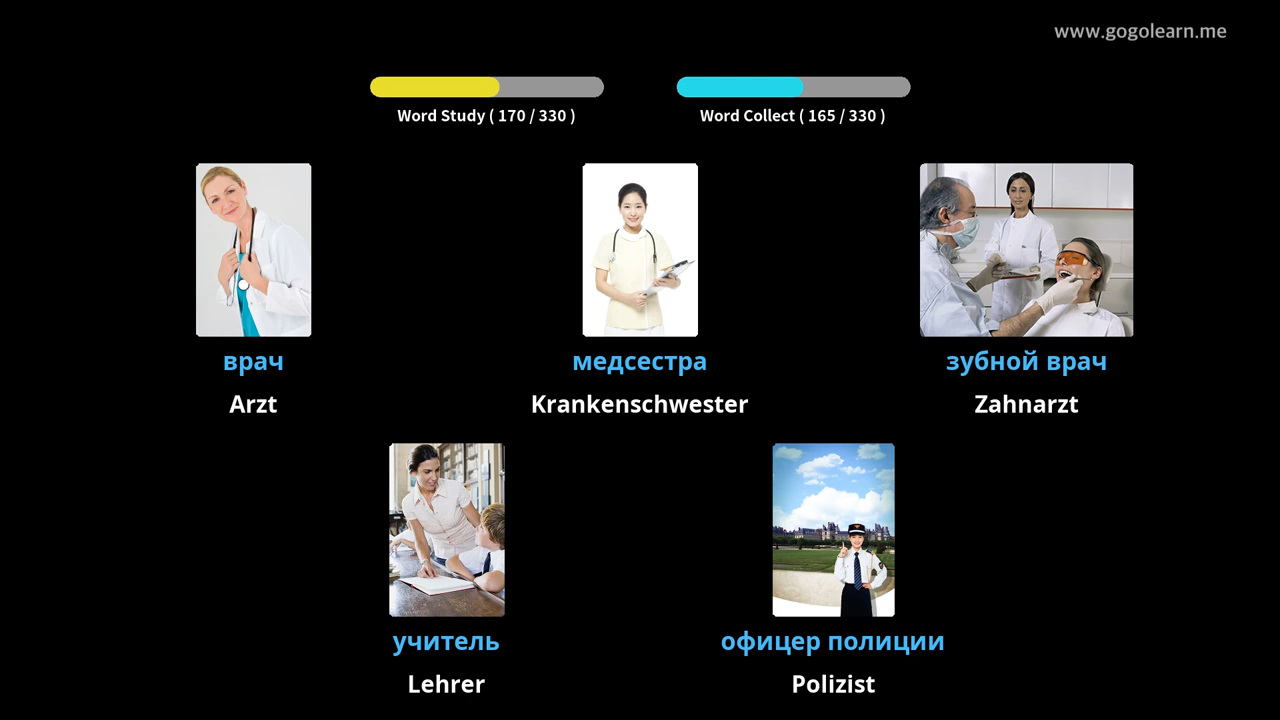 www.gogolearn.me
Word Study ( 170 / 330 )
Word Collect ( 165 / 330 )
врач
медсестра
зубной врач
Arzt
Krankenschwester
Zahnarzt
учитель
офицер полиции
Lehrer
Polizist